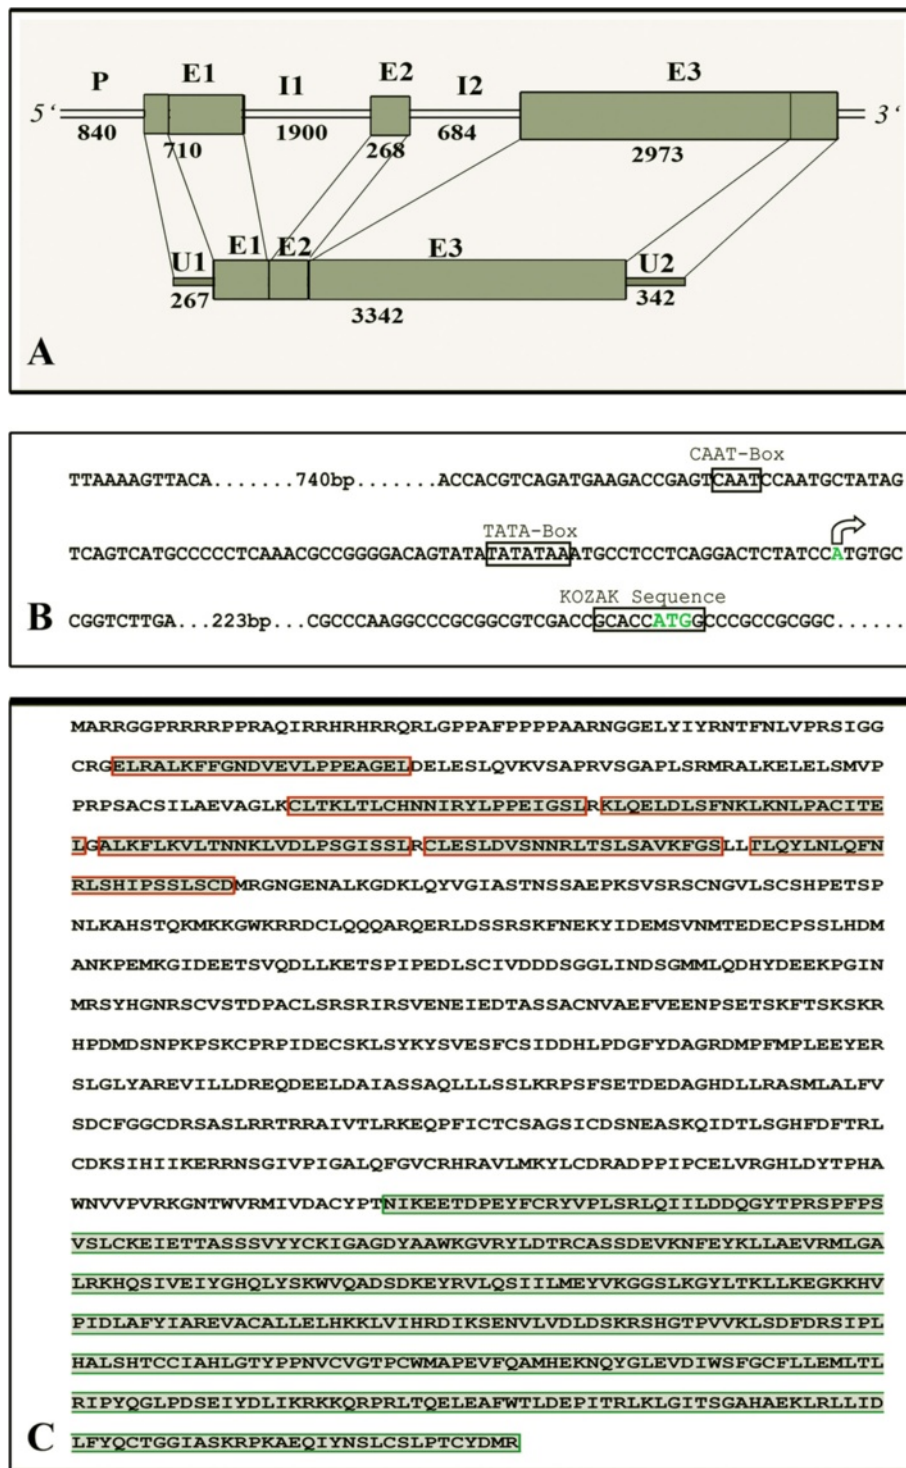 P E1 I1 E2 I2 E3
5‘ 3‘
840 710 1900 268 684 2973
U1 E1 E2 E3 U2
267 3342 342
A
CAAT-Box
TTAAAAGTTACA.......740bp.......ACCACGTCAGATGAAGACCGAGTCAATCCAATGCTATAG
TATA-Box
TCAGTCATGCCCCCTCAAACGCCGGGGACAGTATATATATAAATGCCTCCTCAGGACTCTATCCATGTGC
KOZAK Sequence
B CGGTCTTGA...223bp...CGCCCAAGGCCCGCGGCGTCGACCGCACCATGGCCCGCCGCGGC......
MARRGGPRRRRPPRAQIRRHRHRRQRLGPPAFPPPPAARNGGELYIYRNTFNLVPRSIGG
CRGELRALKFFGNDVEVLPPEAGELDELESLQVKVSAPRVSGAPLSRMRALKELELSMVP
PRPSACSILAEVAGLKCLTKLTLCHNNIRYLPPEIGSLRKLQELDLSFNKLKNLPACITE
LGALKFLKVLTNNKLVDLPSGISSLRCLESLDVSNNRLTSLSAVKFGSLLTLQYLNLQFN
RLSHIPSSLSCDMRGNGENALKGDKLQYVGIASTNSSAEPKSVSRSCNGVLSCSHPETSP
NLKAHSTQKMKKGWKRRDCLQQQARQERLDSSRSKFNEKYIDEMSVNMTEDECPSSLHDM
ANKPEMKGIDEETSVQDLLKETSPIPEDLSCIVDDDSGGLINDSGMMLQDHYDEEKPGIN
MRSYHGNRSCVSTDPACLSRSRIRSVENEIEDTASSACNVAEFVEENPSETSKFTSKSKR
HPDMDSNPKPSKCPRPIDECSKLSYKYSVESFCSIDDHLPDGFYDAGRDMPFMPLEEYER
SLGLYAREVILLDREQDEELDAIASSAQLLLSSLKRPSFSETDEDAGHDLLRASMLALFV
SDCFGGCDRSASLRRTRRAIVTLRKEQPFICTCSAGSICDSNEASKQIDTLSGHFDFTRL
CDKSIHIIKERRNSGIVPIGALQFGVCRHRAVLMKYLCDRADPPIPCELVRGHLDYTPHA
WNVVPVRKGNTWVRMIVDACYPTNIKEETDPEYFCRYVPLSRLQIILDDQGYTPRSPFPS
VSLCKEIETTASSSVYYCKIGAGDYAAWKGVRYLDTRCASSDEVKNFEYKLLAEVRMLGA
LRKHQSIVEIYGHQLYSKWVQADSDKEYRVLQSIILMEYVKGGSLKGYLTKLLKEGKKHV
PIDLAFYIAREVACALLELHKKLVIHRDIKSENVLVDLDSKRSHGTPVVKLSDFDRSIPL
HALSHTCCIAHLGTYPPNVCVGTPCWMAPEVFQAMHEKNQYGLEVDIWSFGCFLLEMLTL
RIPYQGLPDSEIYDLIKRKKQRPRLTQELEAFWTLDEPITRLKLGITSGAHAEKLRLLID
C LFYQCTGGIASKRPKAEQIYNSLCSLPTCYDMR